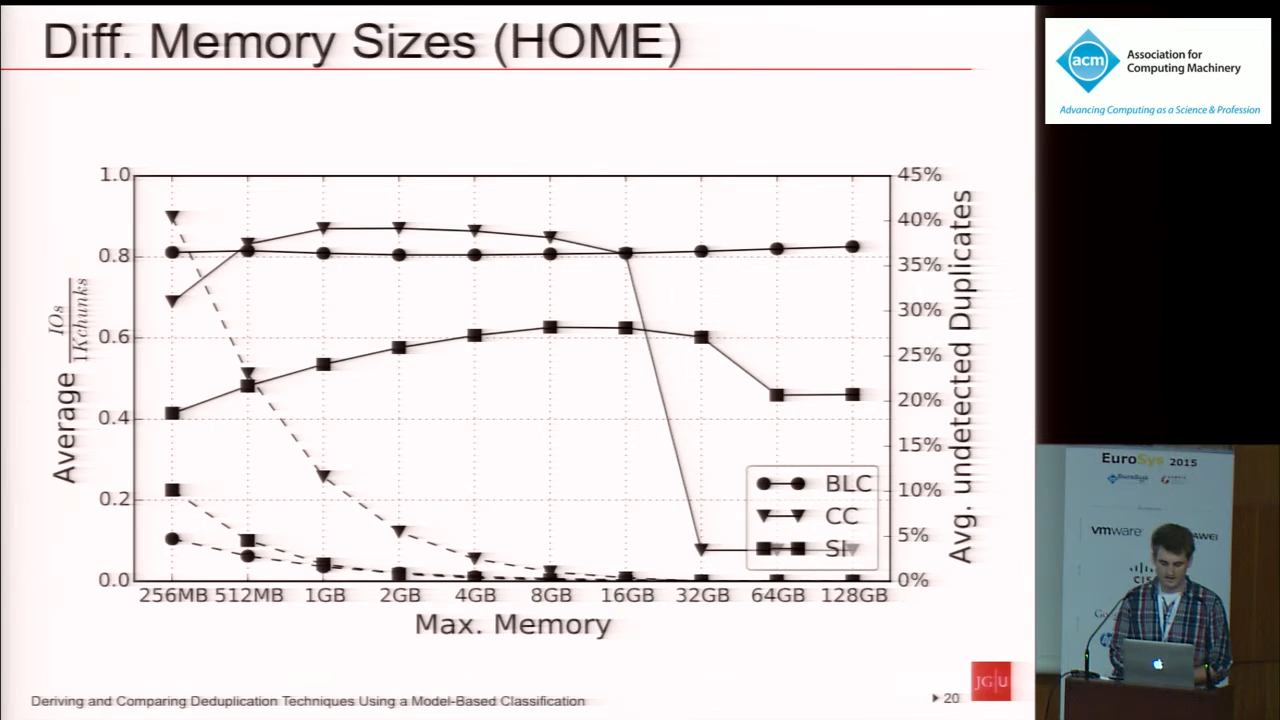 Diff. Memory Sizes (HOME)
acm
Association for
Computing Machinery
Advancing Computing as a Science & Profession
1.0
0.8
0.6
0.4
0.2
0.0
Average IOs
1Kchunks
45%
40%
35%
30%
25%
20%
15%
10%
5%
0%
Avg. undetected Duplicates
BLC
CC
SI
256MB 512MB 1GB 2GB 4GB 8GB 16GB 32GB 64GB 128GB
Max. Memory
Deriving and Comparing Deduplication Techniques Using a Model-Based Classification
20
JG|U
EuroSys 2015
vmware